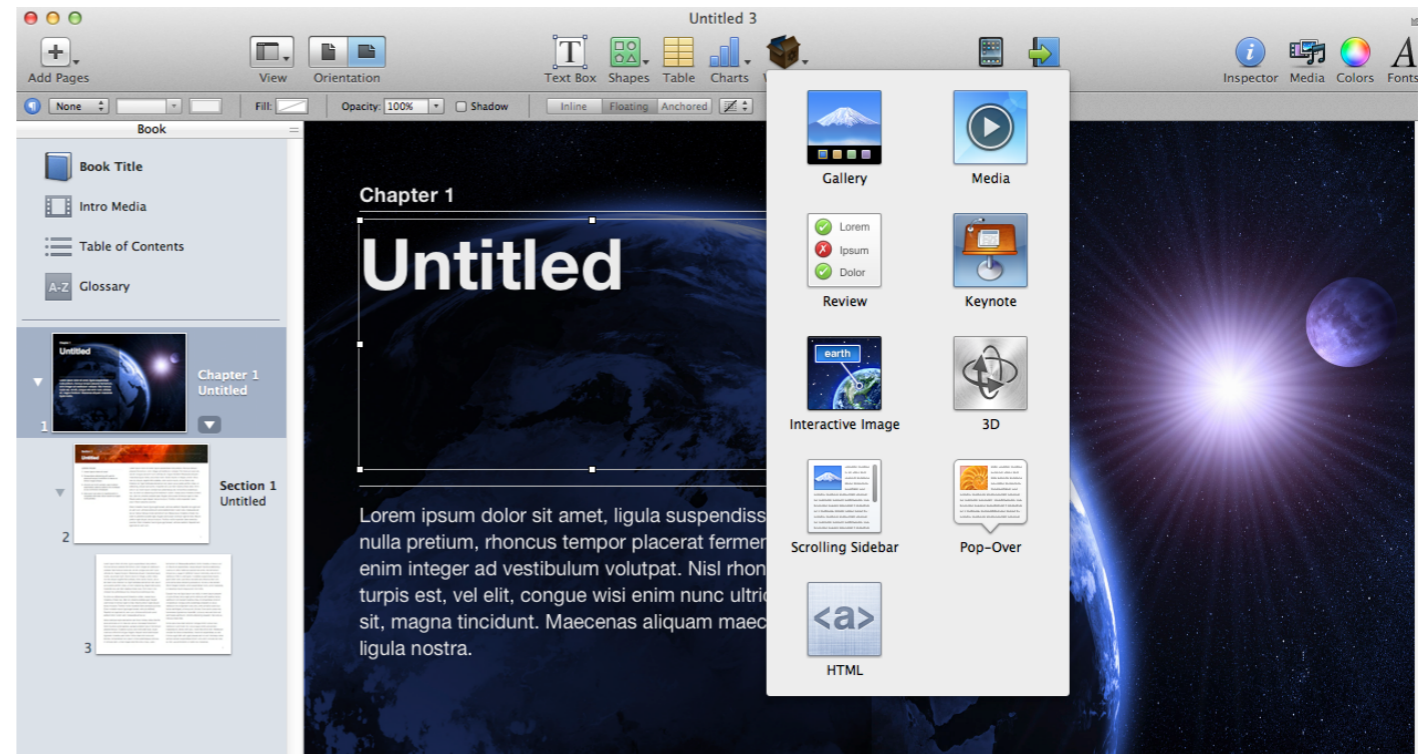 Untitled 3
Add Pages
View
Orientation
Text Box
Shapes
Table
Charts
Inspector
Media
Colors
Fonts
None
Fill:
Opacity: 100%
Shadow
Inline
Floating
Anchored
Book
Book Title
Intro Media
Table of Contents
A-Z Glossary
Untitled
Chapter 1
Untitled
1
Untitled
Section 1
Untitled
2
3
Chapter 1
Untitled
Lorem ipsum dolor sit amet, ligula suspendiss
nulla pretium, rhoncus tempor placerat fermer
enim integer ad vestibulum volutpat. Nisl rhon
turpis est, vel elit, congue wisi enim nunc ultric
sit, magna tincidunt. Maecenas aliquam maec
ligula nostra.
Gallery
Media
Lorem
Ipsum
Dolor
Review
Keynote
earth
Interactive Image
3D
Scrolling Sidebar
Pop-Over
<a>
HTML